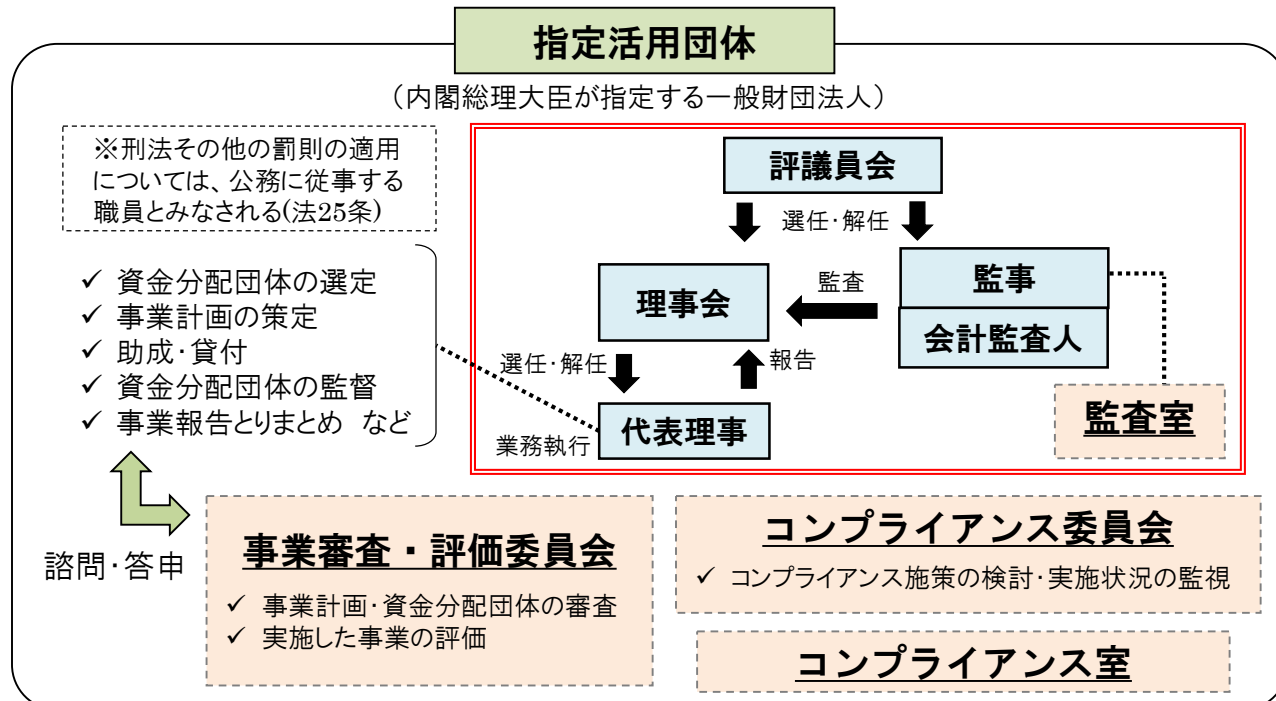 指定活用団体
（内閣総理大臣が指定する一般財団法人）
※刑法その他の罰則の適用
については、公務に従事する
職員とみなされる(法25条)
✓ 資金分配団体の選定
✓ 事業計画の策定
✓ 助成･貸付
✓ 資金分配団体の監督
✓ 事業報告とりまとめ など
評議員会
選任･解任
監事
会計監査人
監査
理事会
選任･解任
報告
代表理事
業務執行
監査室
諮問･答申
事業審査・評価委員会
✓ 事業計画･資金分配団体の審査
✓ 実施した事業の評価
コンプライアンス委員会
✓ コンプライアンス施策の検討･実施状況の監視
コンプライアンス室